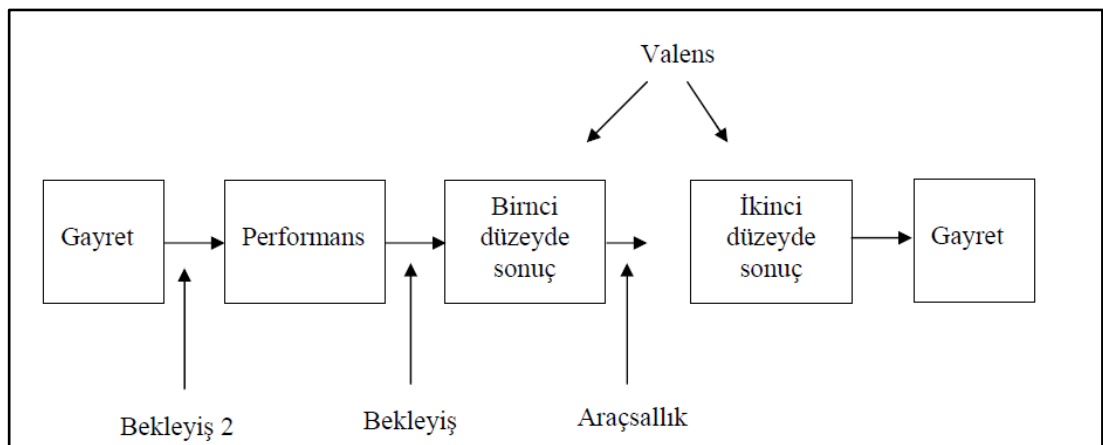 Valens
Gayret
Performans
Birnci
düzeyde
sonuç
İkinci
düzeyde
sonuç
Gayret
Bekleyiş 2
Bekleyiş
Araçsallık